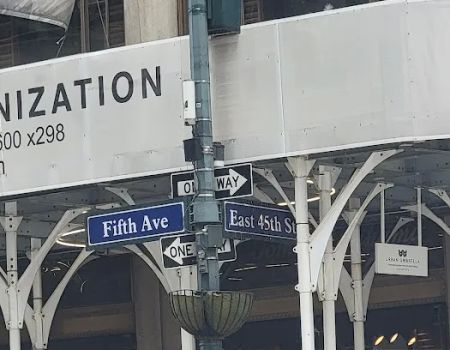 NIZATION
600 x298
m
ONE WAY
Fifth Ave
East 45th St
ONE